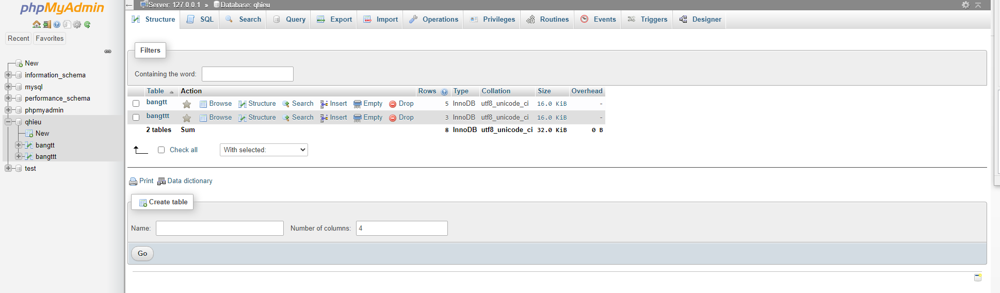 phpMyAdmin
Recent Favorites
New
information_schema
mysql
performance_schema
phpmyadmin
qhieu
New
bangtt
bangttt
test
Server: 127.0.0.1 » Database: qhieu
Structure SQL Search Query Export Import Operations Privileges Routines Events Triggers Designer
Filters
Containing the word:
Table Action Rows Type Collation Size Overhead
bangtt Browse Structure Search Insert Empty Drop 5 InnoDB utf8_unicode_ci 16.0 KiB -
bangttt Browse Structure Search Insert Empty Drop 3 InnoDB utf8_unicode_ci 16.0 KiB -
2 tables Sum 8 InnoDB utf8_unicode_ci 32.0 KiB 0 B
Check all With selected:
Print Data dictionary
Create table
Name: Number of columns: 4
Go